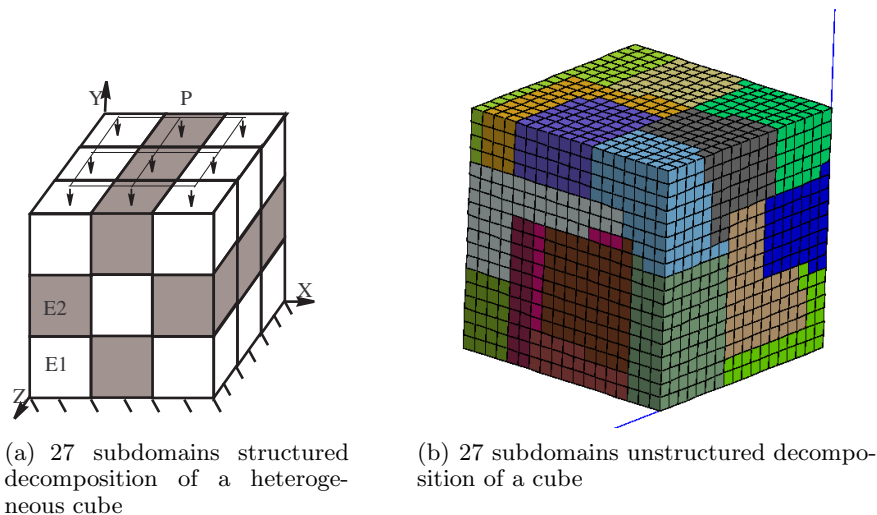 Y
P
X
E2
E1
Z
(a) 27 subdomains structured
decomposition of a heteroge-
neous cube
(b) 27 subdomains unstructured decompo-
sition of a cube